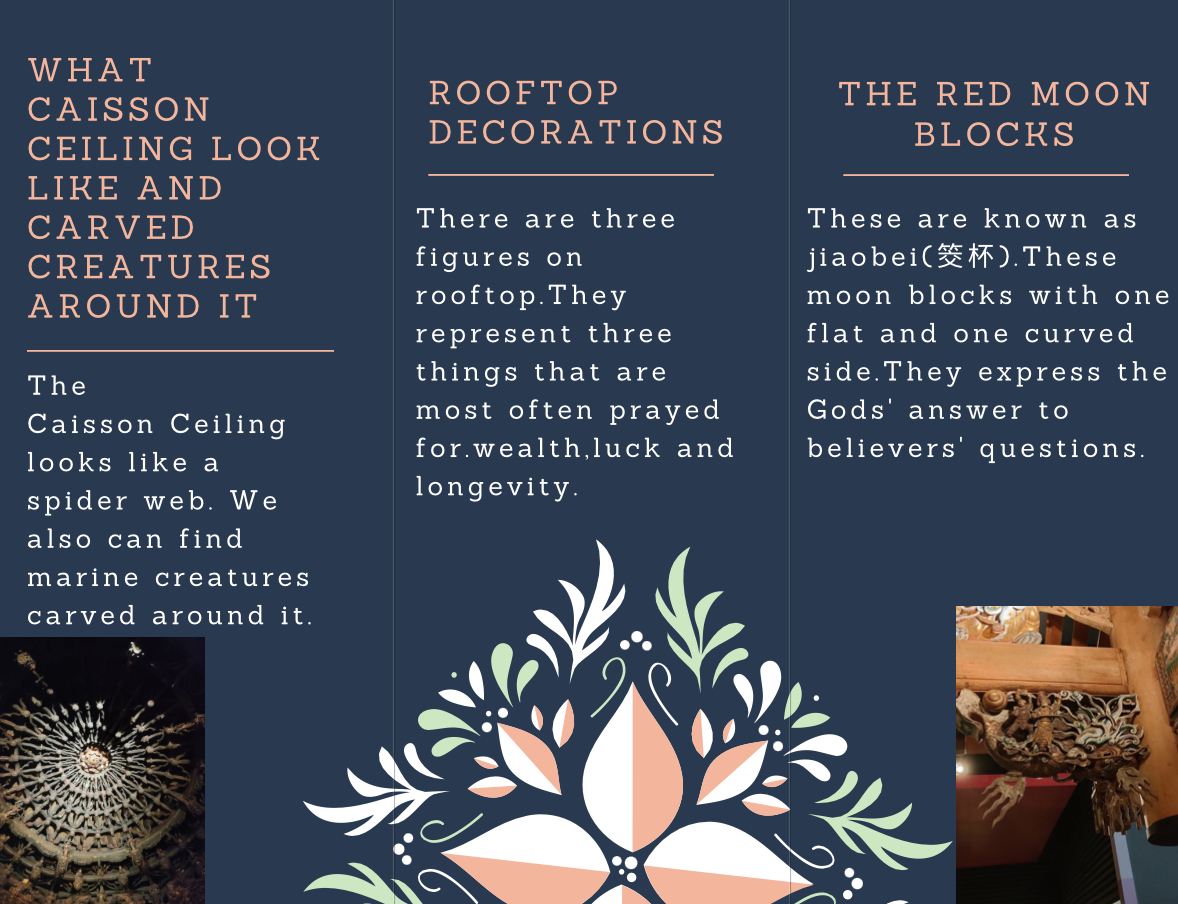 WHAT
CAISSON
CEILING LOOK
LIKE AND
CARVED
CREATURES
AROUND IT
The
Caisson Ceiling
looks like a
spider web. We
also can find
marine creatures
carved around it.
ROOFTOP
DECORATIONS
There are three
figures on
rooftop.They
represent three
things that are
most often prayed
for.wealth,luck and
longevity.
THE RED MOON
BLOCKS
These are known as
jiaobei(筊杯).These
moon blocks with one
flat and one curved
side.They express the
Gods' answer to
believers' questions.